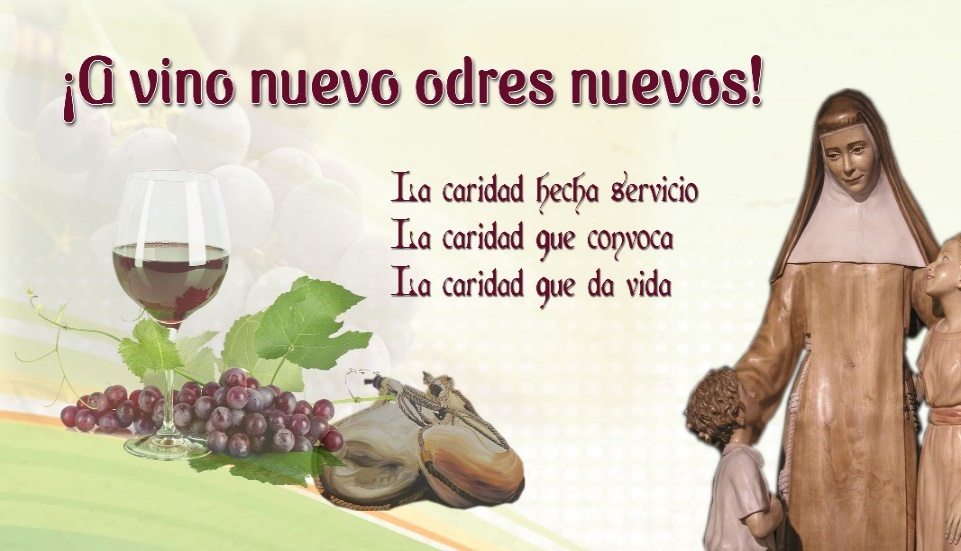 ¡A vino nuevo odres nuevos!
La caridad hecha servicio
La caridad que convoca
La caridad que da vida